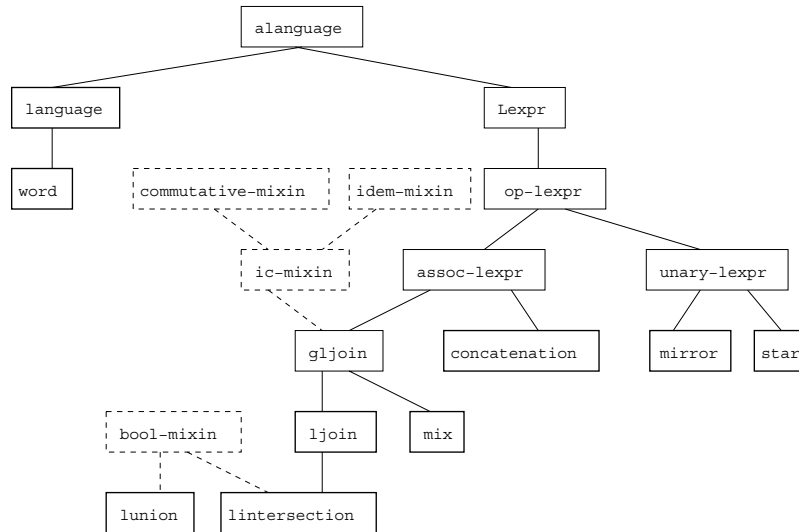 alanguage
language Lexpr
word commutative-mixin idem-mixin op-lexpr
ic-mixin assoc-lexpr unary-lexpr
gljoin concatenation mirror star
bool-mixin ljoin mix
lunion lintersection